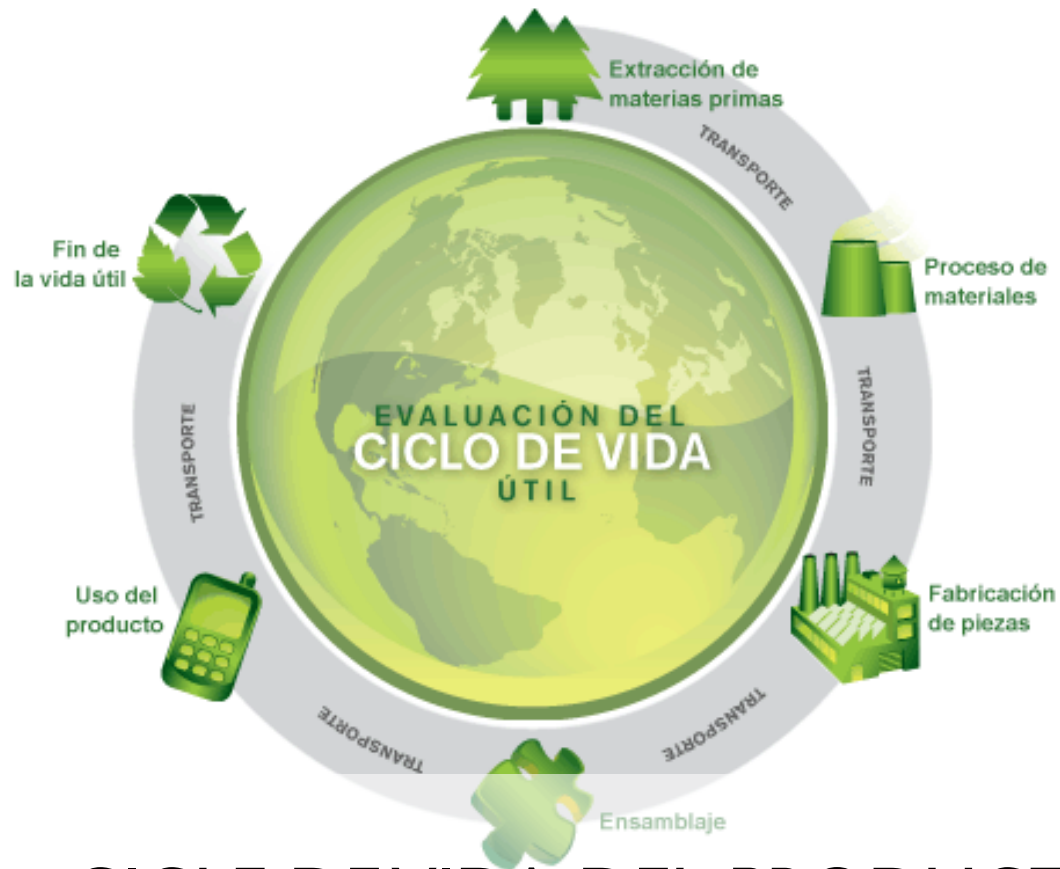 Extracción de
materias primas
TRANSPORTE
Proceso de
materiales
TRANSPORTE
Fabricación
de piezas
TRANSPORTE
Ensamblaje
TRANSPORTE
Uso del
producto
TRANSPORTE
Fin de
la vida útil
EVALUACIÓN DEL
CICLO DE VIDA
ÚTIL